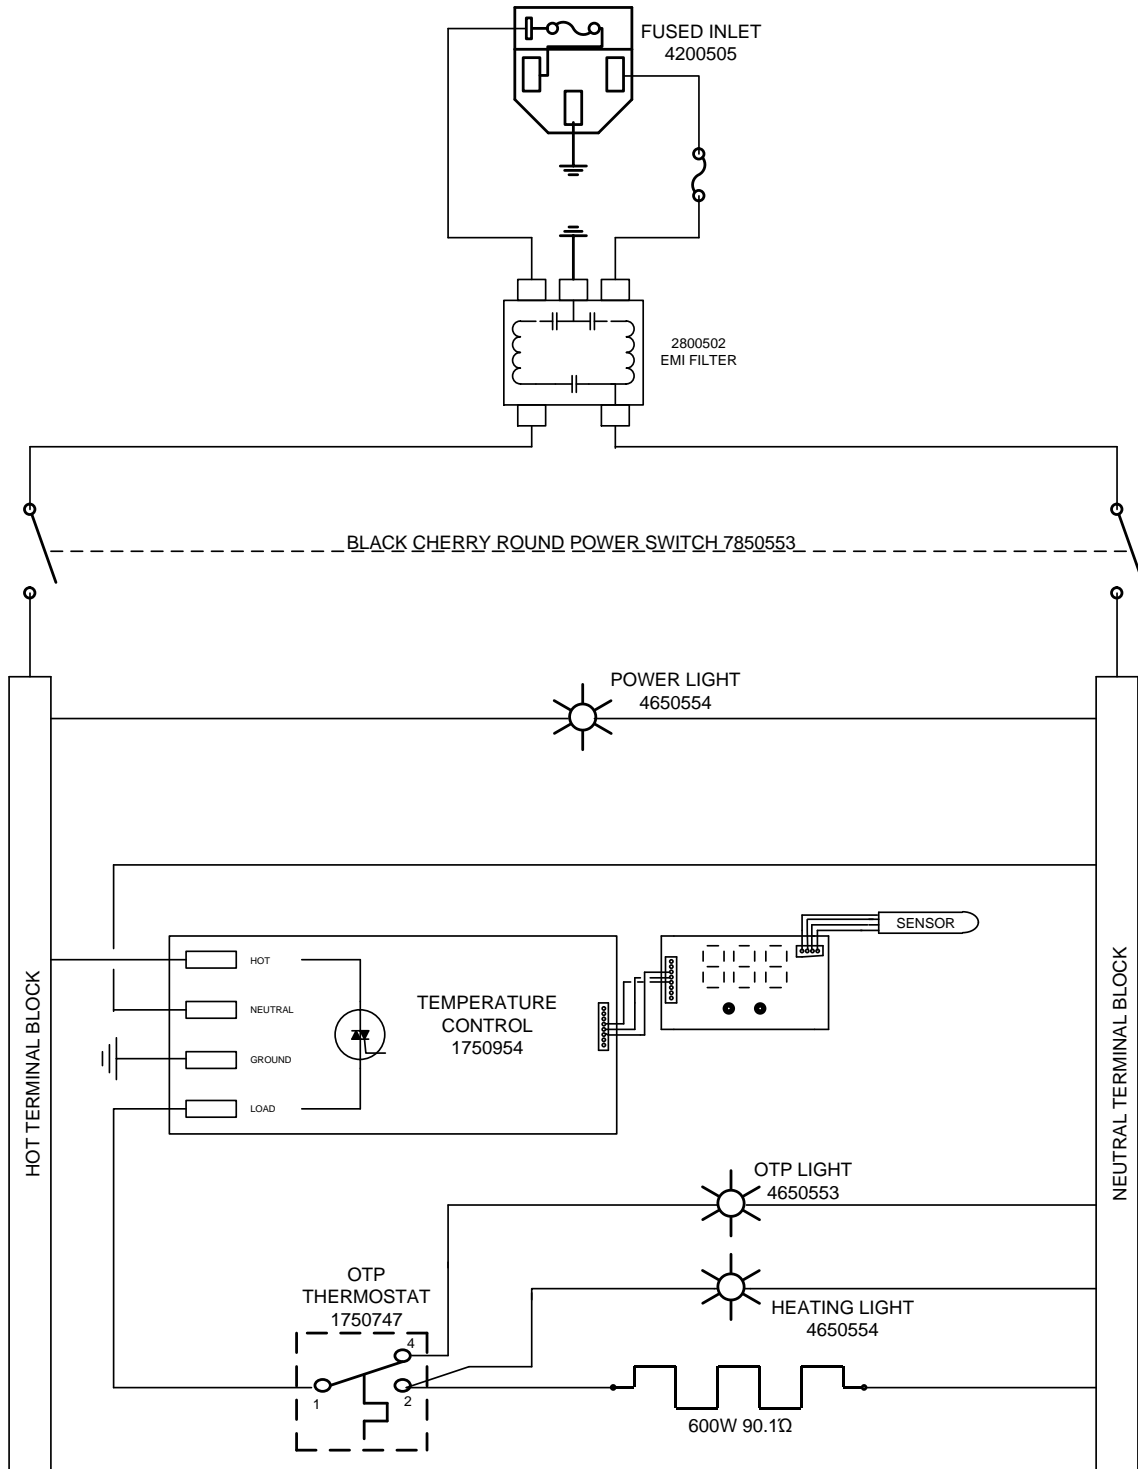 FUSED INLET
4200505
2800502
EMI FILTER
BLACK CHERRY ROUND POWER SWITCH 7850553
POWER LIGHT
4650554
HOT TERMINAL BLOCK
NEUTRAL TERMINAL BLOCK
SENSOR
HOT
NEUTRAL
GROUND
LOAD
TEMPERATURE
CONTROL
1750954
OTP LIGHT
4650553
OTP
THERMOSTAT
1750747
HEATING LIGHT
4650554
4
1
2
600W 90.1Ω